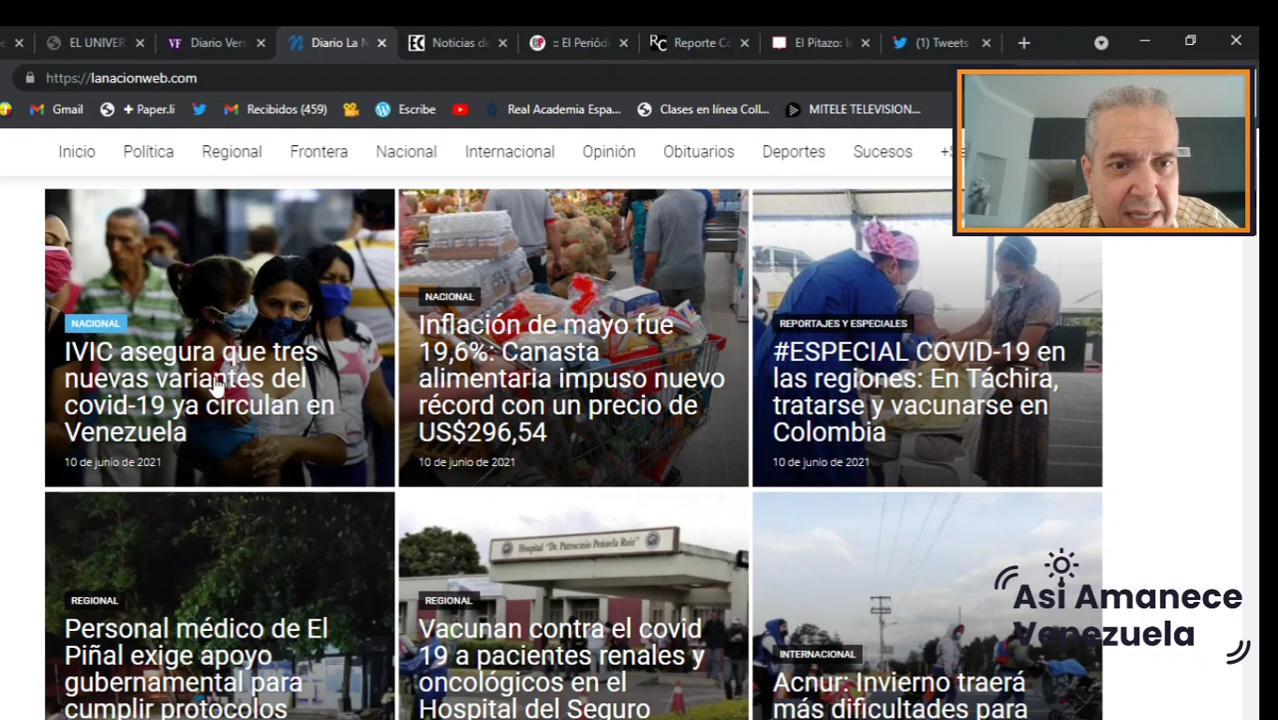 EL UNIVER
Diario Vers
Diario La N
Noticias de
:: El Periódi
Reporte Co
El Pitazo: I
(1) Tweets
https://lanacionweb.com
Gmail
Paper.li
Recibidos (459)
Escribe
Real Academia Espa...
Clases en línea Coll...
MITELE TELEVISION...
Inicio
Política
Regional
Frontera
Nacional
Internacional
Opinión
Obituarios
Deportes
Sucesos
NACIONAL
IVIC asegura que tres
nuevas variantes del
covid-19 ya circulan en
Venezuela
10 de junio de 2021
NACIONAL
Inflación de mayo fue
19,6%: Canasta
alimentaria impuso nuevo
récord con un precio de
US$296,54
10 de junio de 2021
REPORTAJES Y ESPECIALES
#ESPECIAL COVID-19 en
las regiones: En Táchira,
tratarse y vacunarse en
Colombia
10 de junio de 2021
REGIONAL
Personal médico de El
Piñal exige apoyo
gubernamental para
cumplir protocolos
Hospital "Dr. Patrocinio Peñuela Ruiz"
REGIONAL
Vacunan contra el covid
19 a pacientes renales y
oncológicos en el
Hospital del Seguro
INTERNACIONAL
Acnur: Invierno traerá
más dificultades para
Asi Amanece
Venezuela